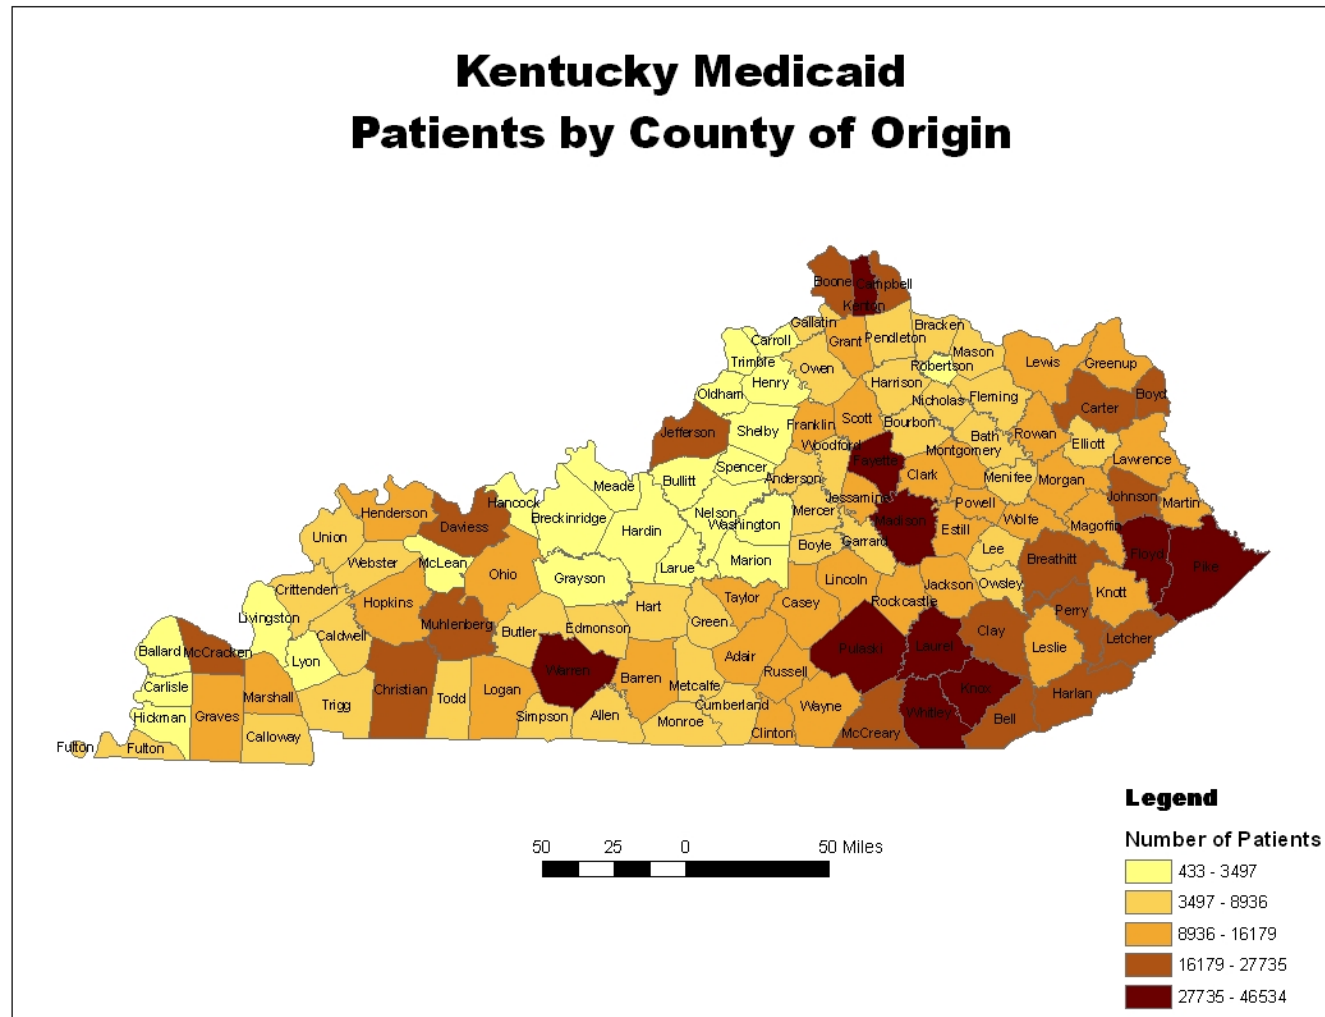 Kentucky Medicaid
Patients by County of Origin
Boone
Campbell
Kenton
Gallatin
Bracken
Carroll
Grant
Pendleton
Mason
Trimble
Owen
Robertson
Lewis
Greenup
Henry
Harrison
Oldham
Nicholas
Fleming
Carter
Boyd
Jefferson
Shelby
Franklin
Scott
Bourbon
Rowan
Bath
Elliott
Woodford
Montgomery
Fayette
Lawrence
Spencer
Anderson
Clark
Menifee
Morgan
Bullitt
Meade
Jessamine
Johnson
Martin
Hancock
Powell
Henderson
Breckinridge
Nelson
Mercer
Washington
Madison
Wolfe
Magoffin
Daviess
Hardin
Estill
Union
Boyle
Garrard
Lee
Floyd
Webster
McLean
Larue
Marion
Breathitt
Pike
Ohio
Grayson
Lincoln
Jackson
Owsley
Crittenden
Knott
Hopkins
Hart
Taylor
Casey
Rockcastle
Perry
Livingston
Muhlenberg
Green
Butler
Edmonson
Caldwell
Clay
Letcher
Ballard
McCracken
Pulaski
Laurel
Leslie
Lyon
Adair
Warren
Barren
Russell
Carlisle
Christian
Logan
Metcalfe
Knox
Harlan
Marshall
Todd
Trigg
Cumberland
Wayne
Whitley
Hickman
Graves
Simpson
Allen
Monroe
Bell
Calloway
Clinton
McCreary
Fulton
Fulton
Legend
Number of Patients
433 - 3497
3497 - 8936
8936 - 16179
16179 - 27735
27735 - 46534
50 25 0 50 Miles